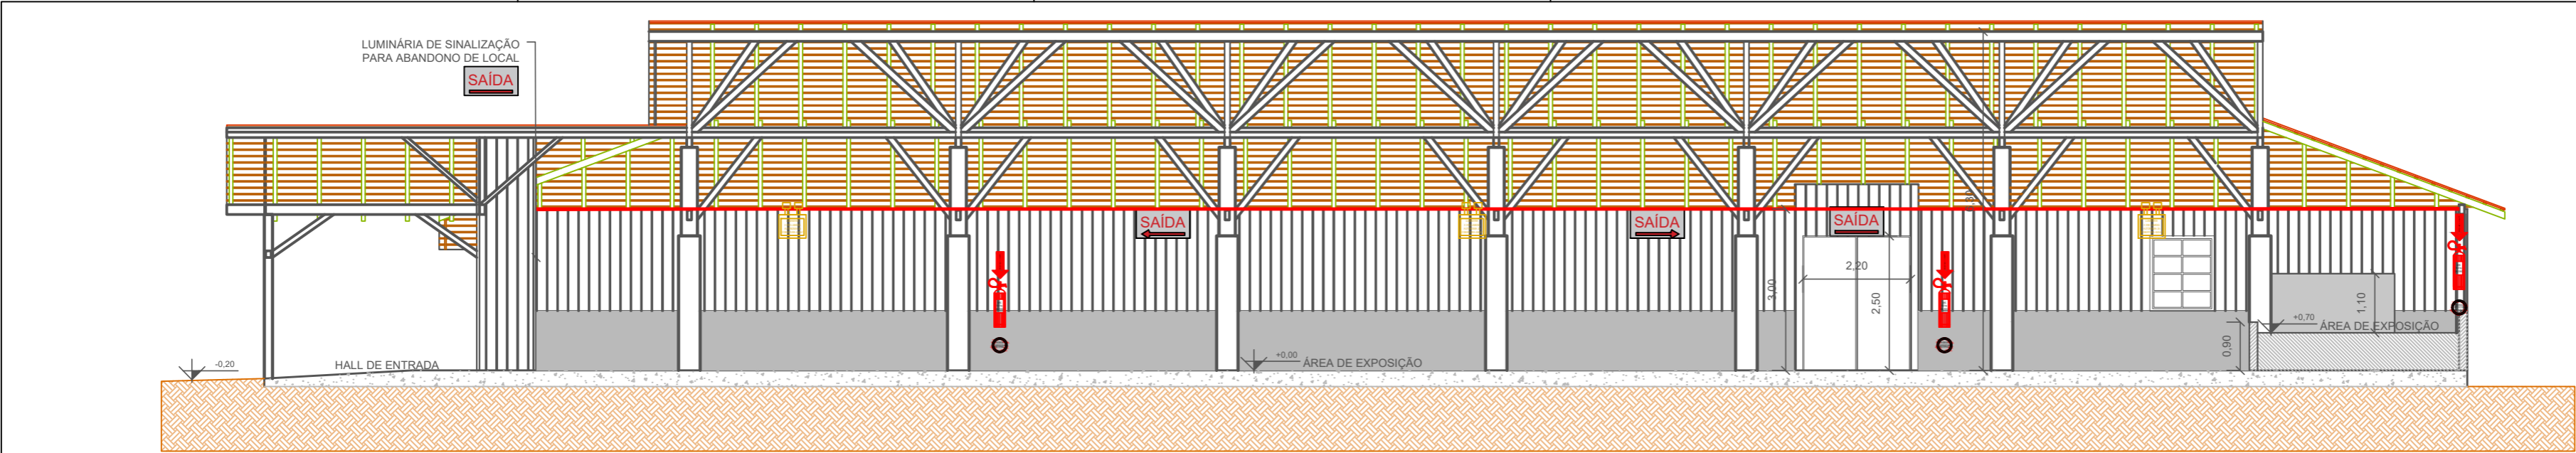 LUMINÁRIA DE SINALIZAÇÃO
PARA ABANDONO DE LOCAL
SAÍDA
SAÍDA
SAÍDA
SAÍDA
2,20
3,00
2,50
1,10
0,90
+0,70
ÁREA DE EXPOSIÇÃO
-0,20
HALL DE ENTRADA
+0,00
ÁREA DE EXPOSIÇÃO